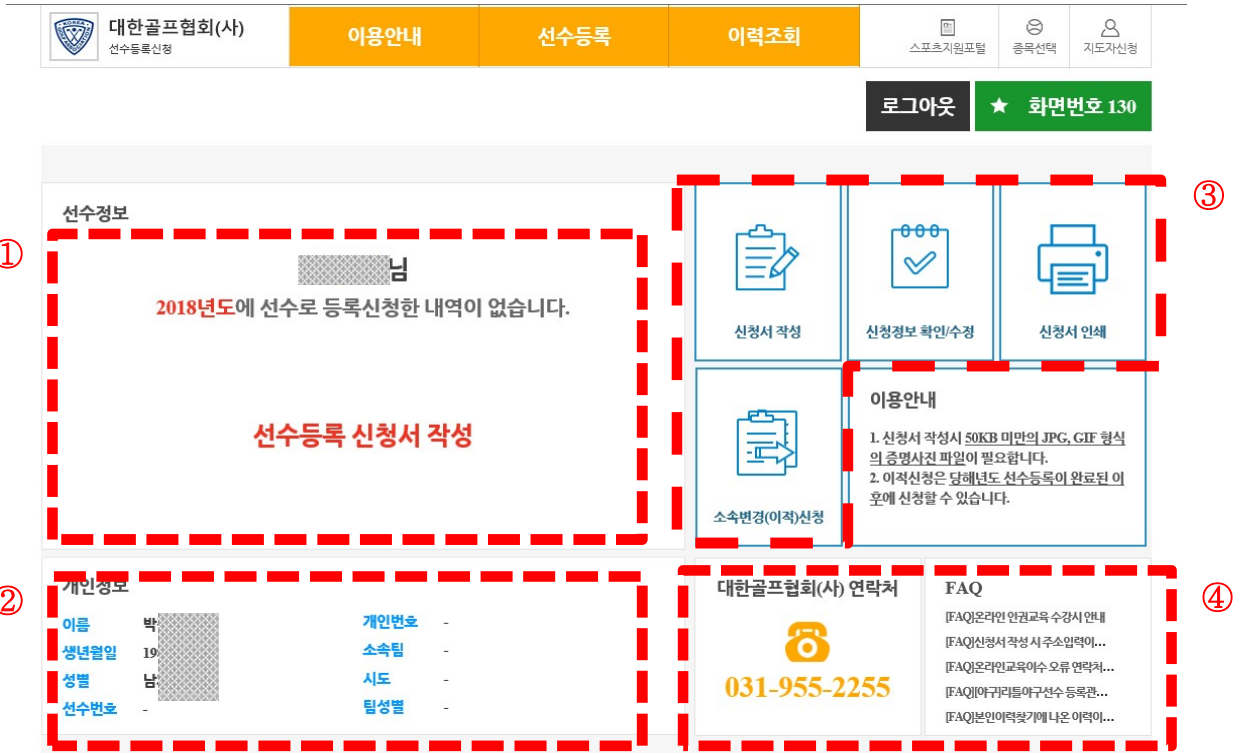 대한골프협회(사)
선수등록신청
이용안내
선수등록
이력조회
스포츠지원포털
종목선택
지도자신청
로그아웃
★ 화면번호 130
선수정보
①
님
2018년도에 선수로 등록신청한 내역이 없습니다.
선수등록 신청서 작성
③
신청서 작성
신청정보 확인/수정
신청서 인쇄
소속변경(이적)신청
이용안내
1. 신청서 작성시 50KB 미만의 JPG, GIF 형식
의 증명사진 파일이 필요합니다.
2. 이적신청은 당해년도 선수등록이 완료된 이
후에 신청할 수 있습니다.
②
개인정보
이름 박
생년월일 19
성별 남
선수번호 -
개인번호 -
소속팀 -
시도 -
팀성별 -
④
대한골프협회(사) 연락처
031-955-2255
FAQ
[FAQ]온라인 인권교육 수강시 안내
[FAQ]신청서 작성 시 주소입력이...
[FAQ]온라인교육이수 오류 연락처...
[FAQ][야구]리틀야구선수 등록관...
[FAQ]본인이력찾기에 나온 이력이...